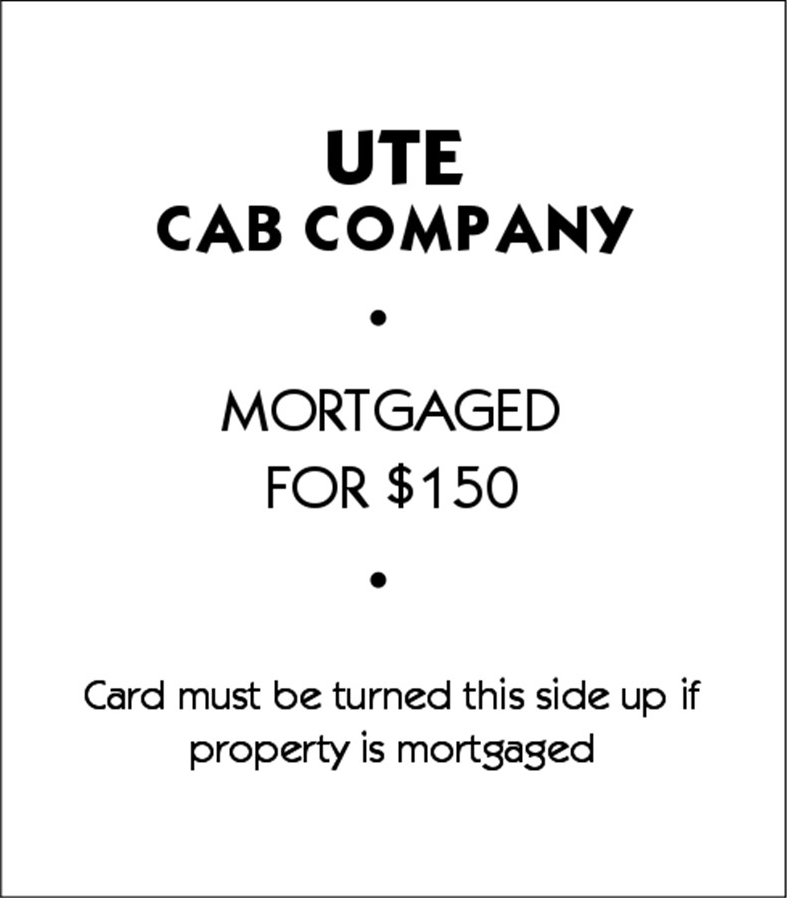 UTE
CAB COMPANY
•
MORTGAGED
FOR $150
•
Card must be turned this side up if
property is mortgaged